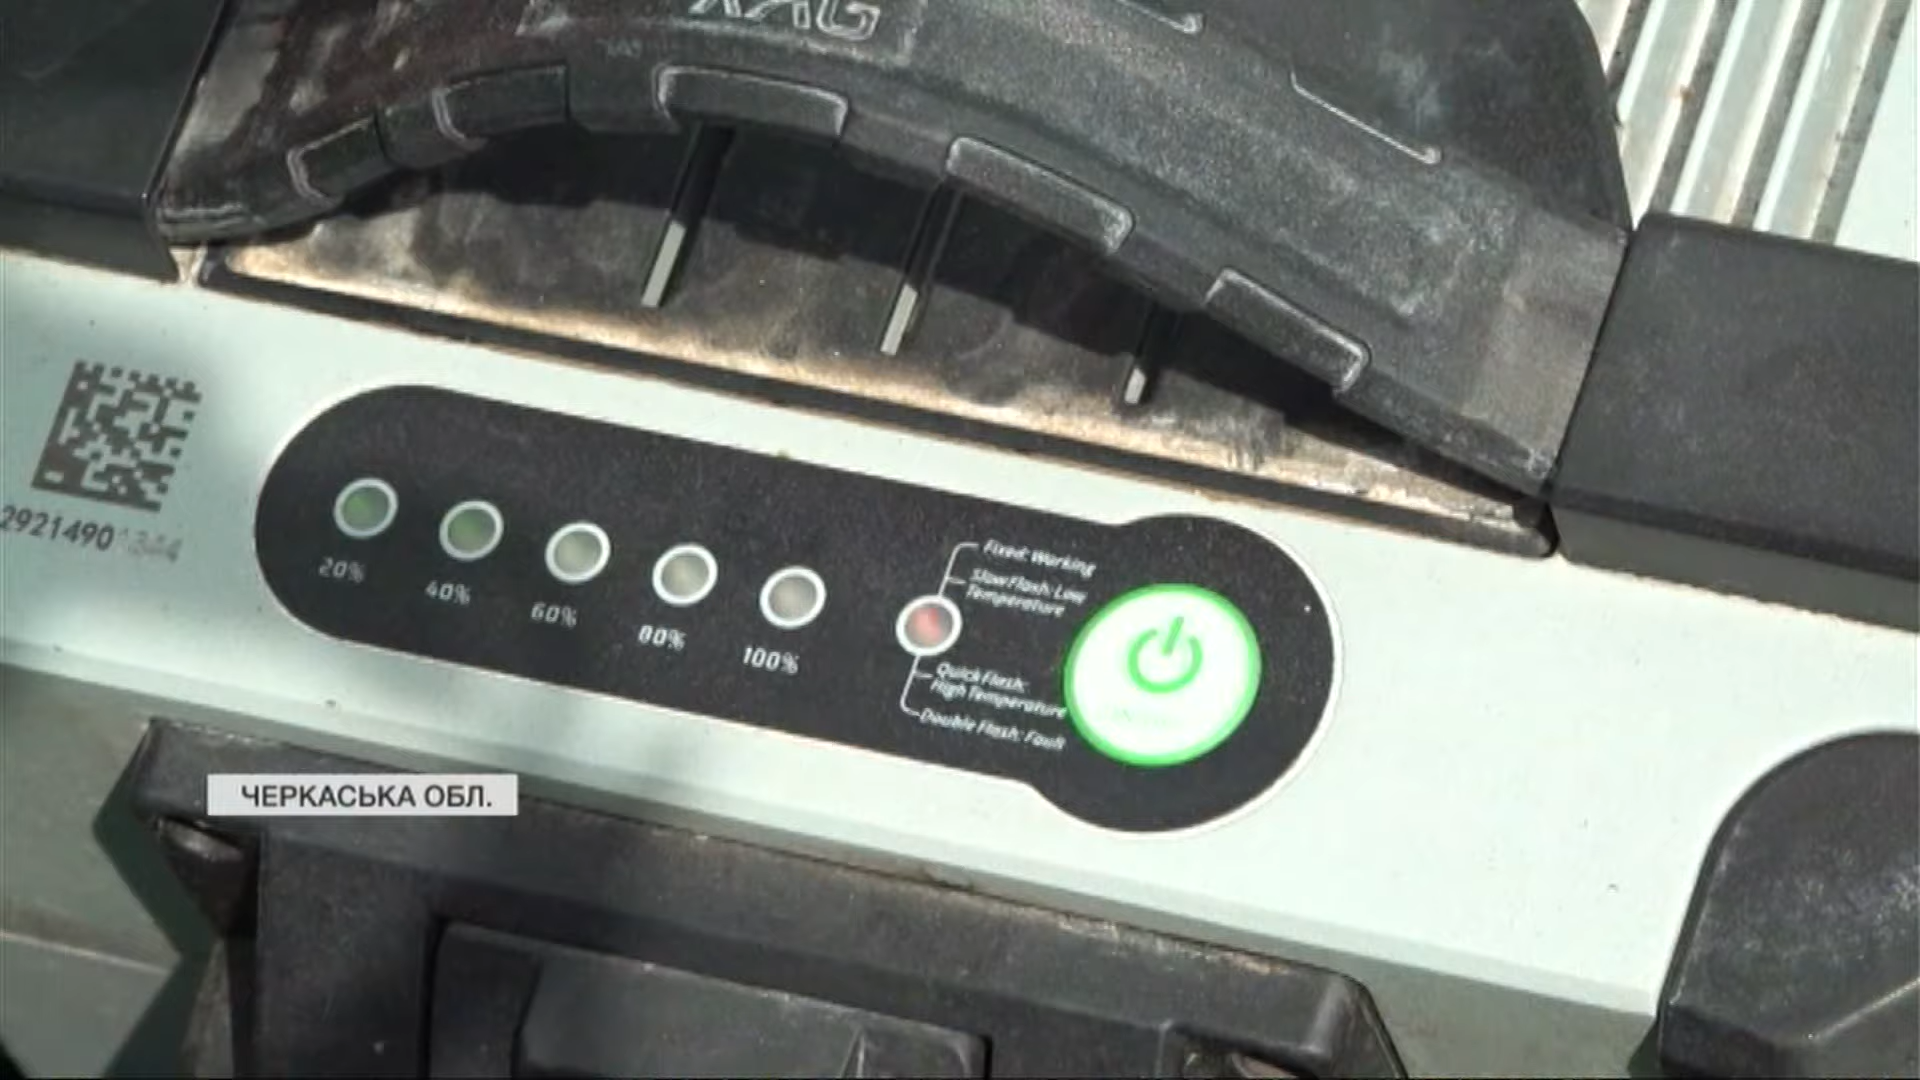 XAG
20%
40%
60%
80%
100%
Fixed: Working
Slow Flash: Low
Temperature
Quick Flash:
High Temperature
Double Flash: Fault
ЧЕРКАСЬКА ОБЛ.